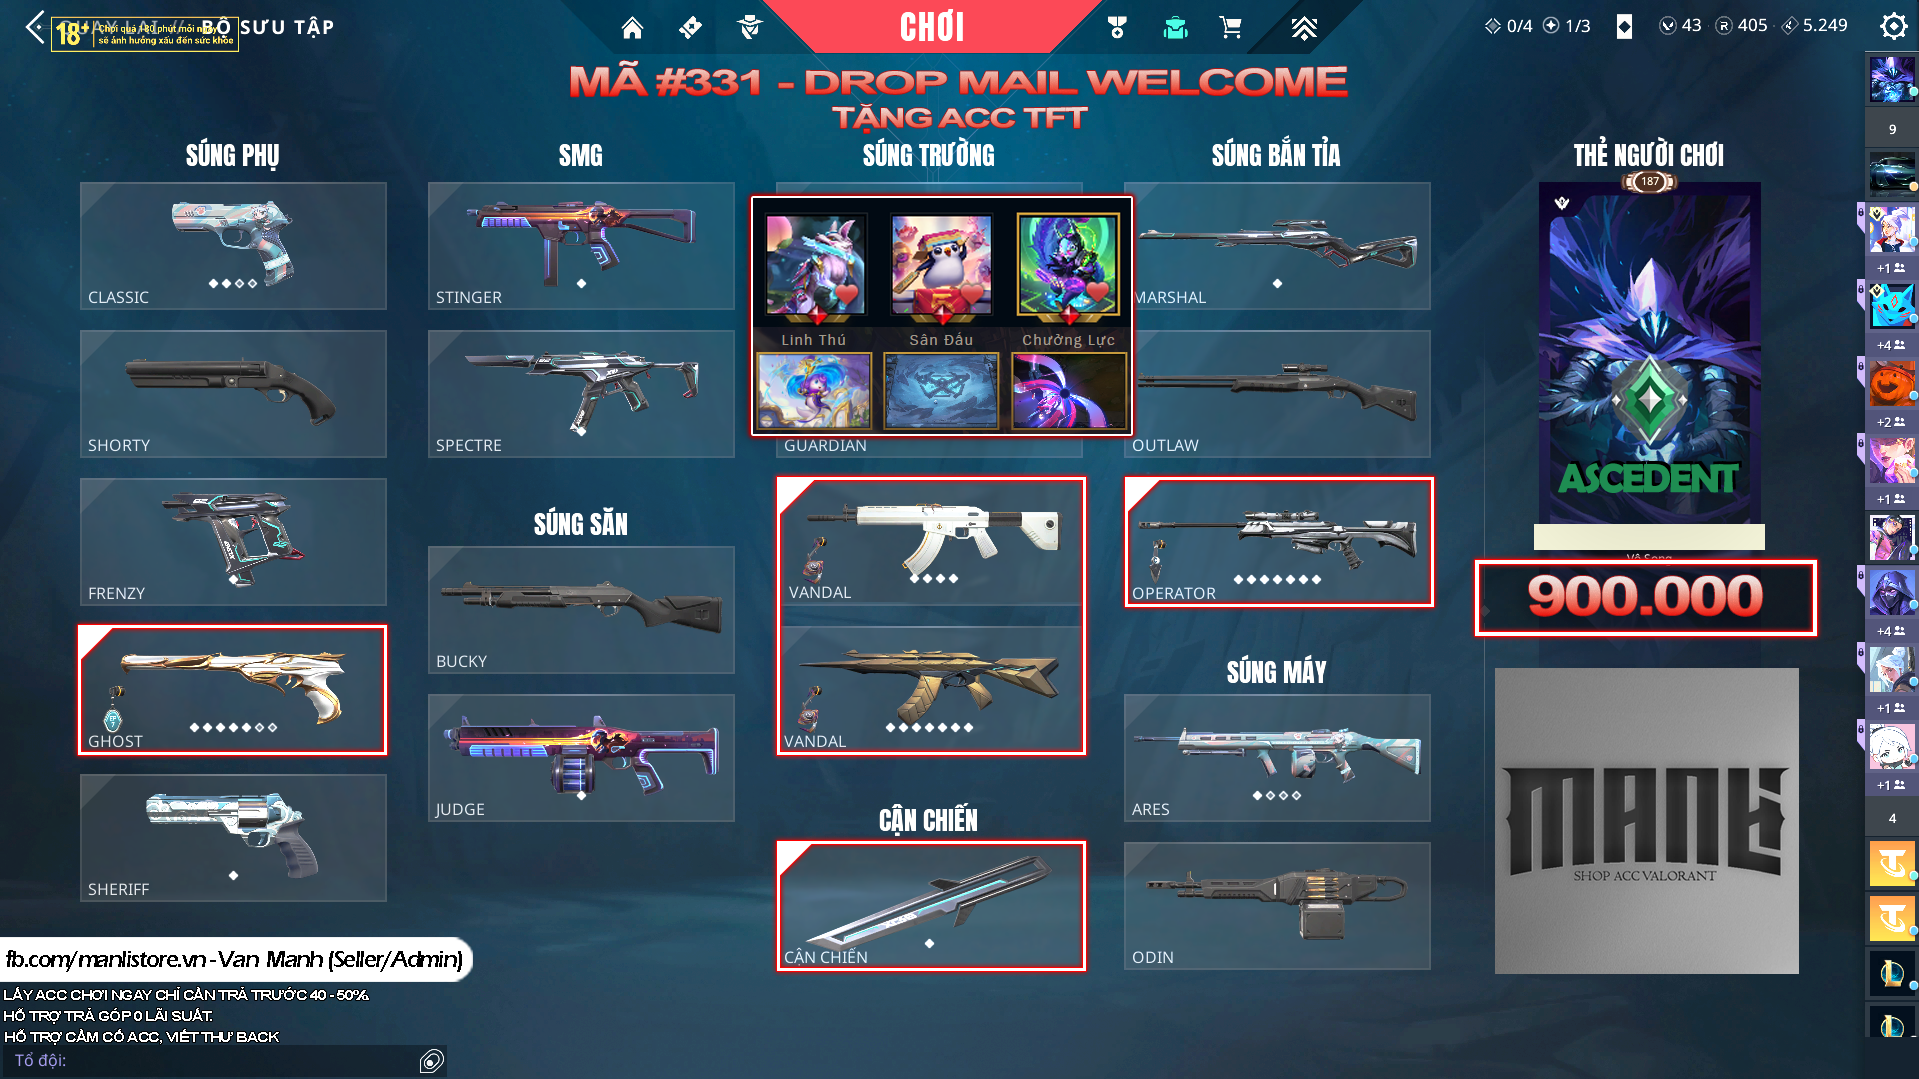 BỘ SƯU TẬP
18+
Chơi quá 180 phút mỗi ngày
sẽ ảnh hưởng xấu đến sức khỏe
CHƠI
0/4
1/3
43
405
5.249
MÃ #331 - DROP MAIL WELCOME
TẶNG ACC TFT
SÚNG PHỤ
SMG
SÚNG TRƯỜNG
SÚNG BẮN TỈA
THẺ NGƯỜI CHƠI
187
CLASSIC
STINGER
MARSHAL
Linh Thú
Sân Đấu
Chưởng Lực
SHORTY
SPECTRE
GUARDIAN
OUTLAW
ASCEDENT
Vô Song
SÚNG SĂN
FRENZY
BUCKY
VANDAL
OPERATOR
900.000
SÚNG MÁY
GHOST
JUDGE
VANDAL
ARES
CẬN CHIẾN
SHERIFF
CẬN CHIẾN
ODIN
MANLI
SHOP ACC VALORANT
fb.com/manlistore.vn - Van Manh (Seller/Admin)
LẤY ACC CHƠI NGAY CHỈ CẦN TRẢ TRƯỚC 40 - 50%.
HỖ TRỢ TRẢ GÓP 0 LÃI SUẤT.
HỖ TRỢ CẦM CỐ ACC, VIẾT THƯ BACK
Tổ đội:
9
+1
+4
+2
+1
+4
+1
+1
4